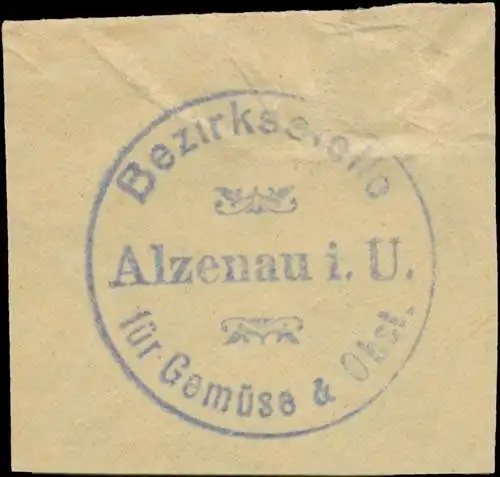 Bezirksstelle
Alzenau i. U.
für Gemüse & Obst.